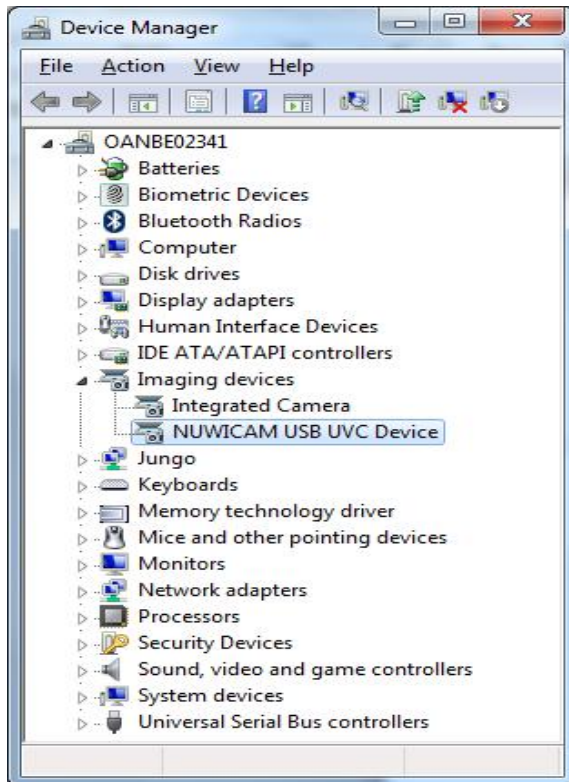 Device Manager
File Action View Help
OANBE02341
Batteries
Biometric Devices
Bluetooth Radios
Computer
Disk drives
Display adapters
Human Interface Devices
IDE ATA/ATAPI controllers
Imaging devices
Integrated Camera
NUWICAM USB UVC Device
Jungo
Keyboards
Memory technology driver
Mice and other pointing devices
Monitors
Network adapters
Processors
Security Devices
Sound, video and game controllers
System devices
Universal Serial Bus controllers